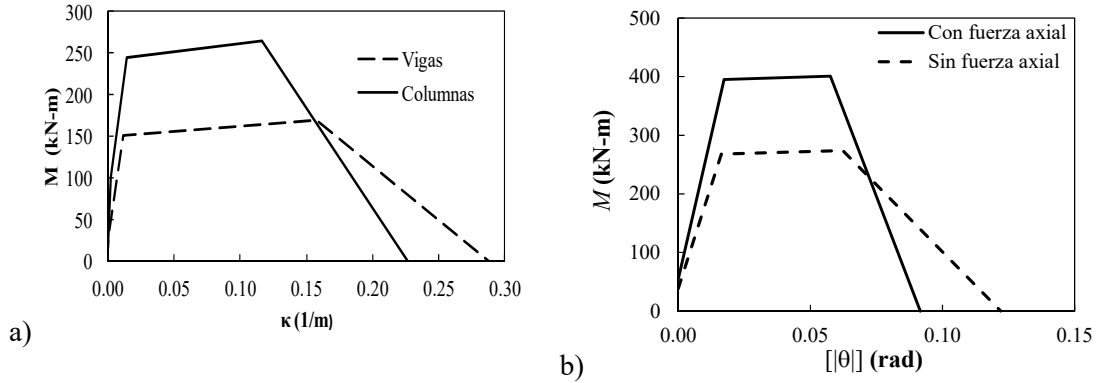 300
250
200
150
100
50
0
M (kN-m)
Vigas
Columnas
0.00 0.05 0.10 0.15 0.20 0.25 0.30
κ (1/m)
a)
500
400
300
200
100
0
M (kN-m)
Con fuerza axial
Sin fuerza axial
0.00 0.05 0.10 0.15
[|θ|] (rad)
b)